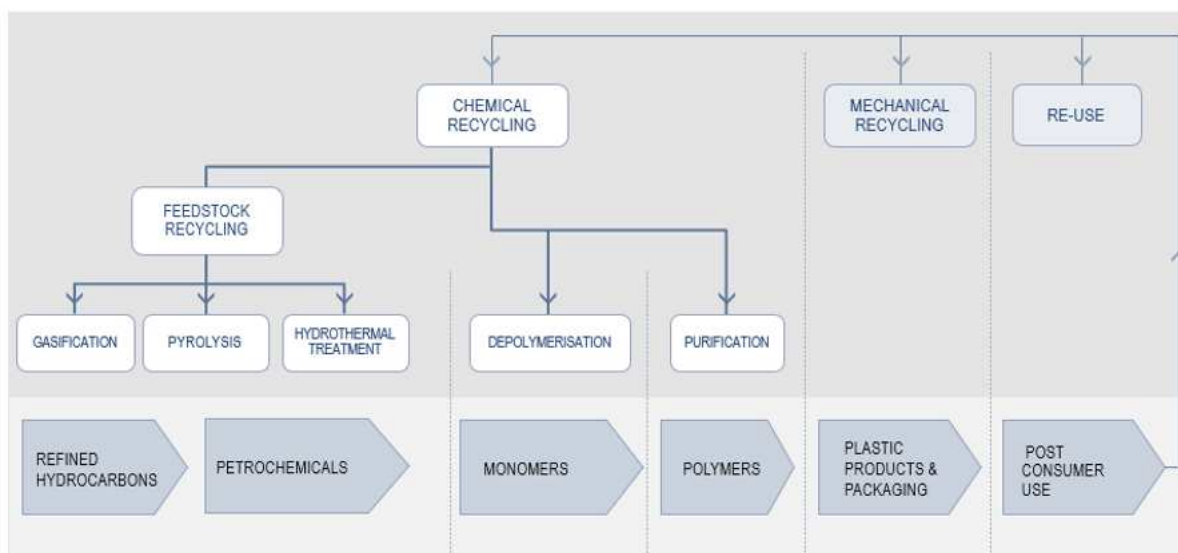 CHEMICAL
RECYCLING
MECHANICAL
RECYCLING
RE-USE
FEEDSTOCK
RECYCLING
GASIFICATION
PYROLYSIS
HYDROTHERMAL
TREATMENT
DEPOLYMERISATION
PURIFICATION
REFINED
HYDROCARBONS
PETROCHEMICALS
MONOMERS
POLYMERS
PLASTIC
PRODUCTS &
PACKAGING
POST
CONSUMER
USE